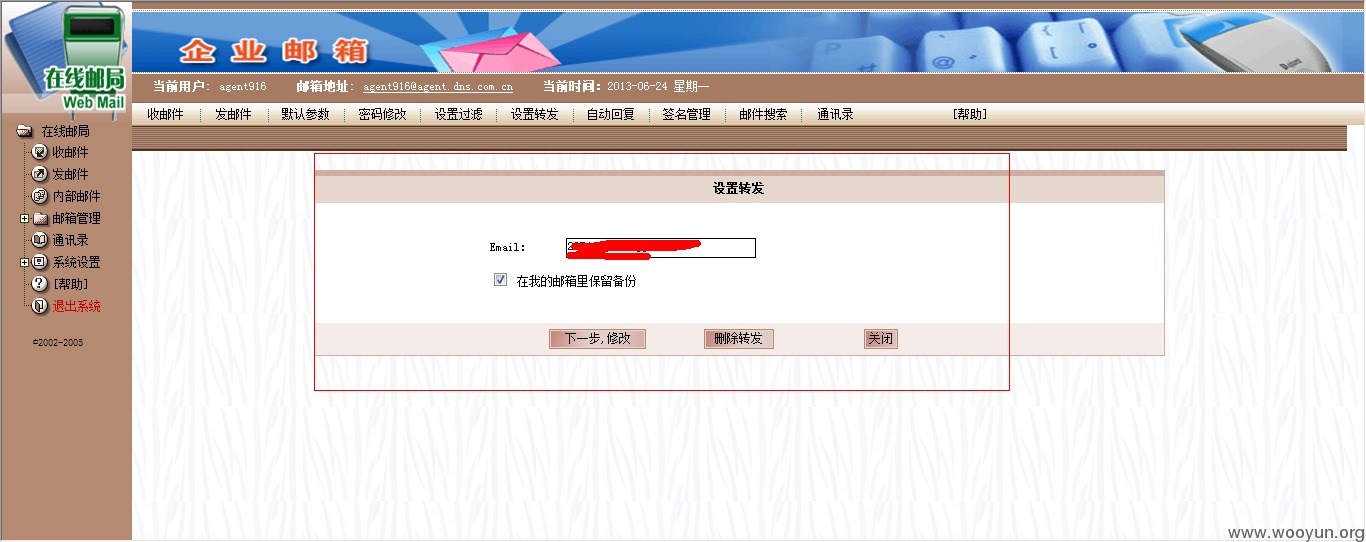 在线邮局
Web Mail
企业邮箱
当前用户: agent916 邮箱地址: agent916@agent.dns.com.cn 当前时间: 2013-06-24 星期一
收邮件 发邮件 默认参数 密码修改 设置过滤 设置转发 自动回复 签名管理 邮件搜索 通讯录 [帮助]
在线邮局
收邮件
发邮件
内部邮件
邮箱管理
通讯录
系统设置
[帮助]
退出系统
©2002-2005
设置转发
Email:
在我的邮箱里保留备份
下一步,修改 删除转发 关闭
www.wooyun.org